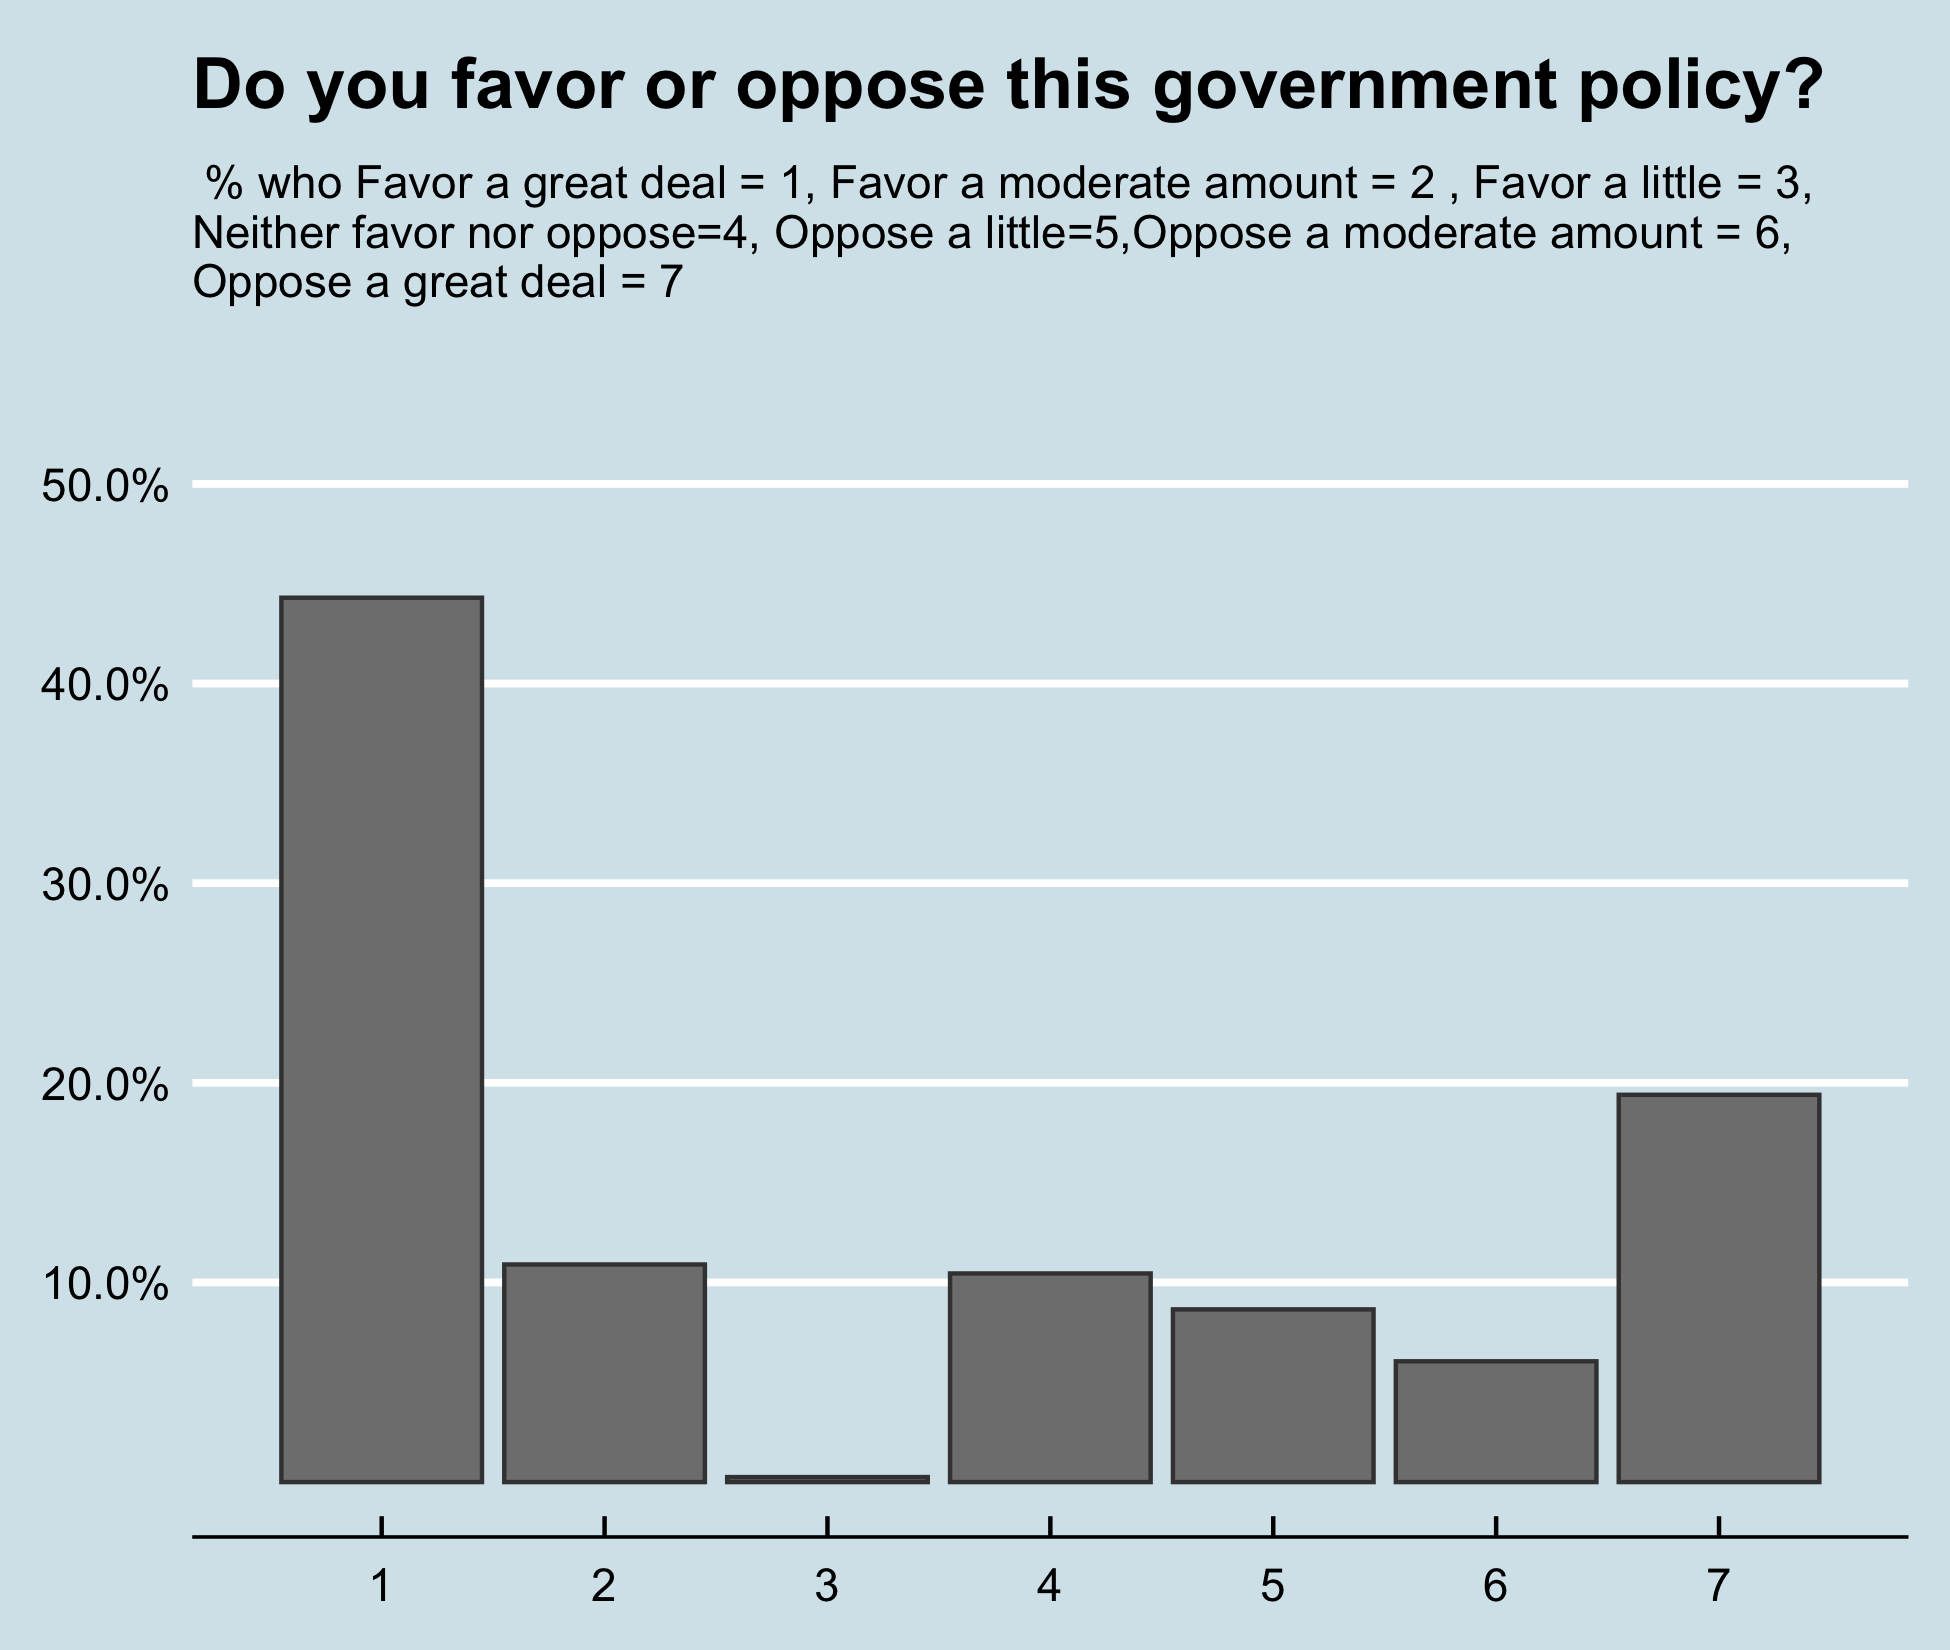 Do you favor or oppose this government policy?
% who Favor a great deal = 1, Favor a moderate amount = 2 , Favor a little = 3,
Neither favor nor oppose=4, Oppose a little=5,Oppose a moderate amount = 6,
Oppose a great deal = 7
50.0%
40.0%
30.0%
20.0%
10.0%
1 2 3 4 5 6 7